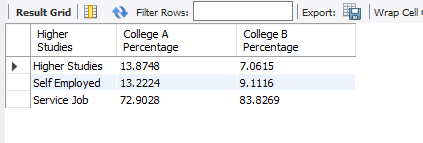 Result Grid Filter Rows: Export: Wrap Cell C
Higher Studies College A Percentage College B Percentage
Higher Studies 13.8748 7.0615
Self Employed 13.2224 9.1116
Service Job 72.9028 83.8269